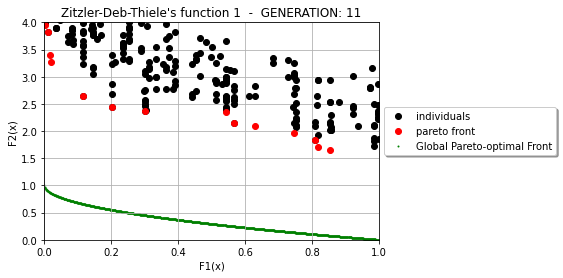 Zitzler-Deb-Thiele's function 1 - GENERATION: 11
4.0
3.5
3.0
2.5
2.0
1.5
1.0
0.5
0.0
F2(x)
individuals
pareto front
Global Pareto-optimal Front
0.0 0.2 0.4 0.6 0.8 1.0
F1(x)